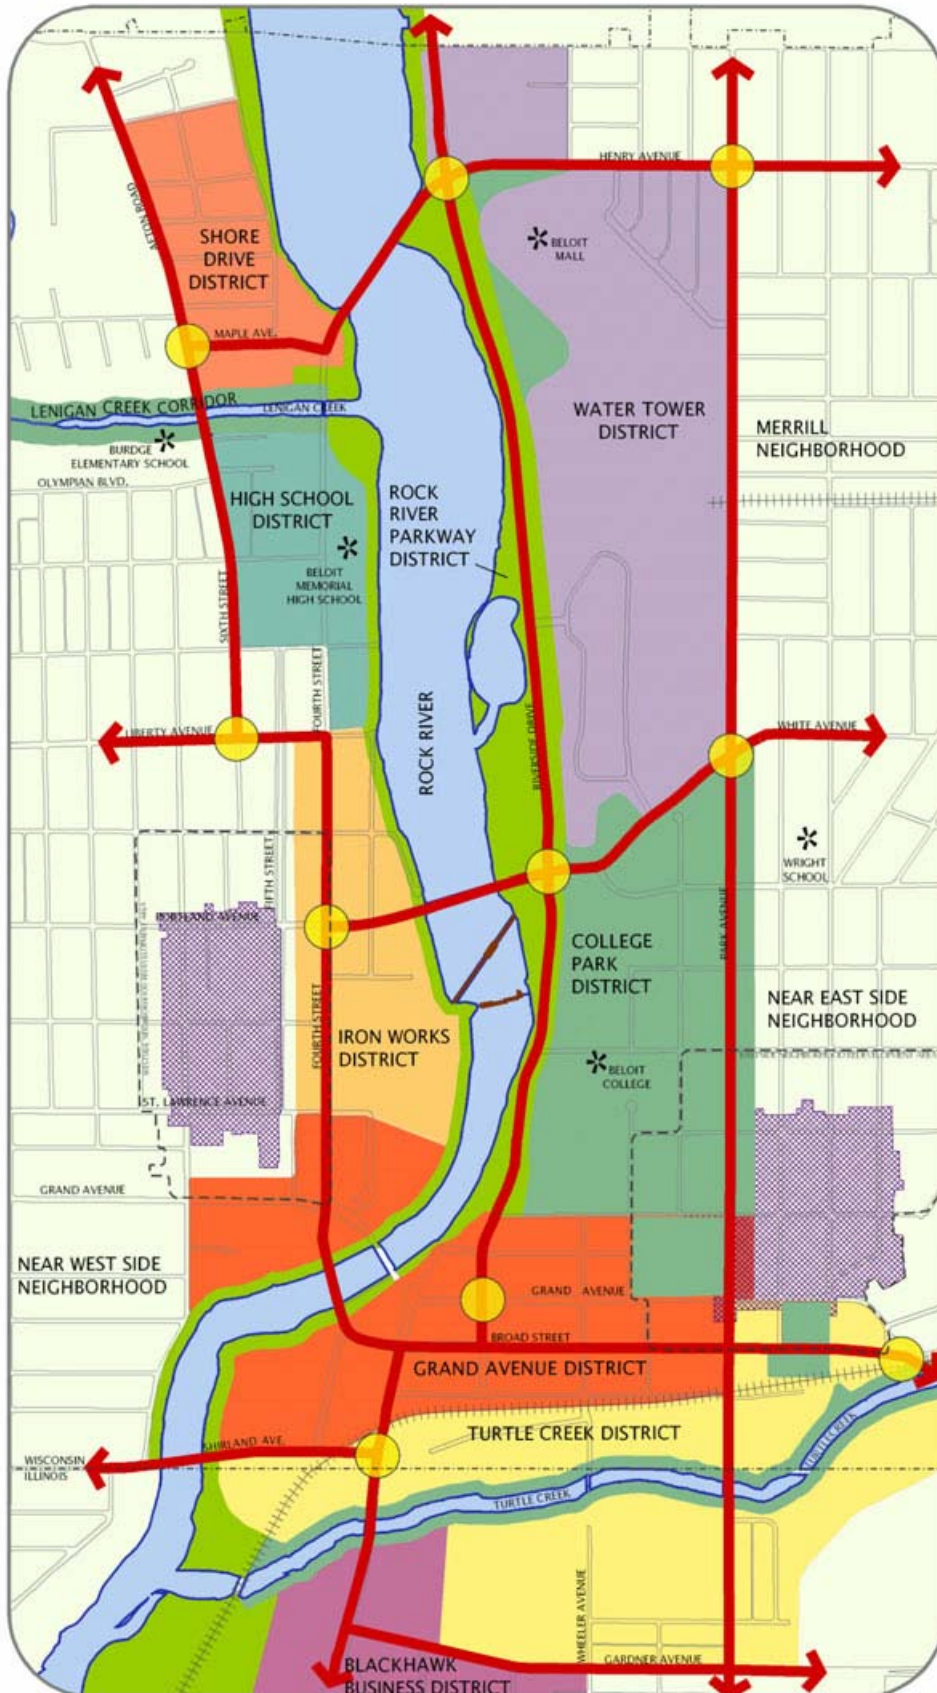 HENRY AVENUE
AFTON ROAD
SHORE
DRIVE
DISTRICT
BELOIT
MALL
MAPLE AVE.
LENIGAN CREEK CORRIDOR
LENIGAN CREEK
WATER TOWER
DISTRICT
MERRILL
NEIGHBORHOOD
BURDGE
ELEMENTARY SCHOOL
OLYMPIAN BLVD.
HIGH SCHOOL
DISTRICT
ROCK
RIVER
PARKWAY
DISTRICT
BELOIT
MEMORIAL
HIGH SCHOOL
SIXTH STREET
FOURTH STREET
ROCK RIVER
RIVERSIDE DRIVE
LIBERTY AVENUE
WHITE AVENUE
WRIGHT
SCHOOL
FIFTH STREET
PORTLAND AVENUE
PARK AVENUE
COLLEGE
PARK
DISTRICT
NEAR EAST SIDE
NEIGHBORHOOD
FOURTH STREET
IRON WORKS
DISTRICT
BELOIT
COLLEGE
ST. LAWRENCE AVENUE
GRAND AVENUE
NEAR WEST SIDE
NEIGHBORHOOD
GRAND AVENUE
BROAD STREET
GRAND AVENUE DISTRICT
TURTLE CREEK DISTRICT
SHIRLAND AVE.
WISCONSIN
ILLINOIS
TURTLE CREEK
TURTLE CREEK
WHEELER AVENUE
GARDNER AVENUE
BLACKHAWK
BUSINESS DISTRICT